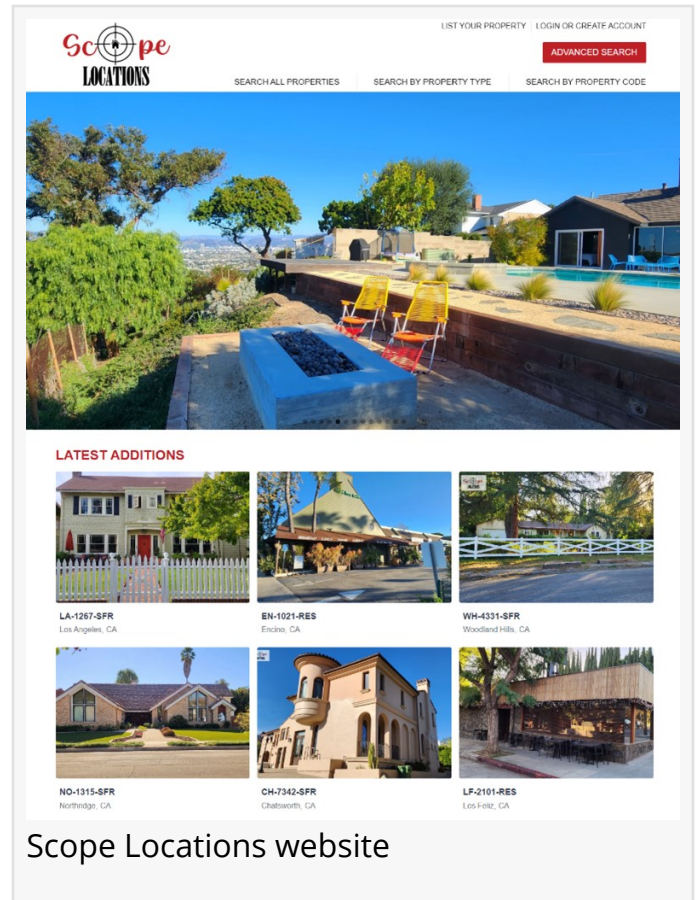 Scope
LOCATIONS
LIST YOUR PROPERTY LOGIN OR CREATE ACCOUNT
ADVANCED SEARCH
SEARCH ALL PROPERTIES SEARCH BY PROPERTY TYPE SEARCH BY PROPERTY CODE
LATEST ADDITIONS
LA-1267-SFR EN-1021-RES WH-4331-SFR
Los Angeles, CA Encino, CA Woodland Hills, CA
NO-1315-SFR CH-7342-SFR LF-2101-RES
Northridge, CA Chatsworth, CA Los Feliz, CA
Scope Locations website